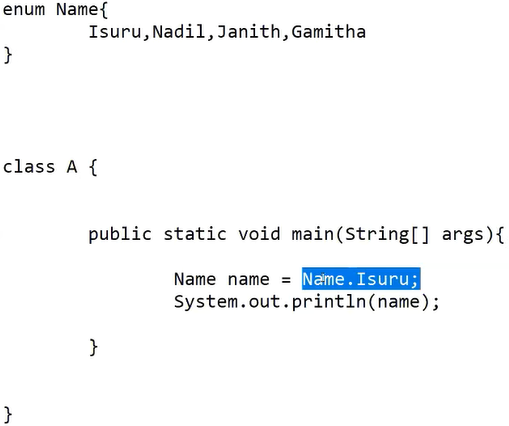 enum Name{
Isuru,Nadil,Janith,Gamitha
}
class A {
public static void main(String[] args){
Name name = Name.Isuru;
System.out.println(name);
}
}